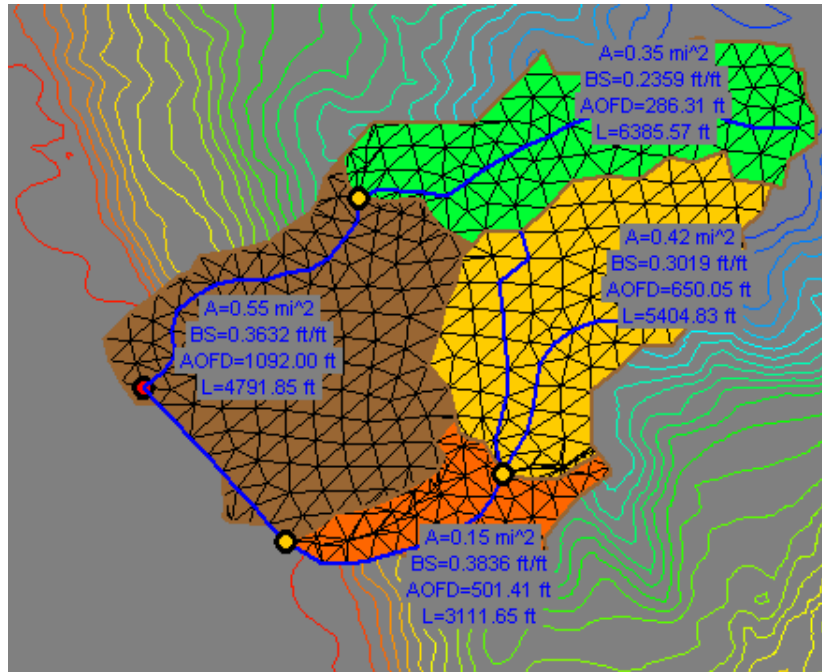 A=0.35 mi^2
BS=0.2359 ft/ft
AOFD=286.31 ft
L=6385.57 ft
A=0.42 mi^2
BS=0.3019 ft/ft
AOFD=650.05 ft
L=5404.83 ft
A=0.55 mi^2
BS=0.3632 ft/ft
AOFD=1092.00 ft
L=4791.85 ft
A=0.15 mi^2
BS=0.3836 ft/ft
AOFD=501.41 ft
L=3111.65 ft